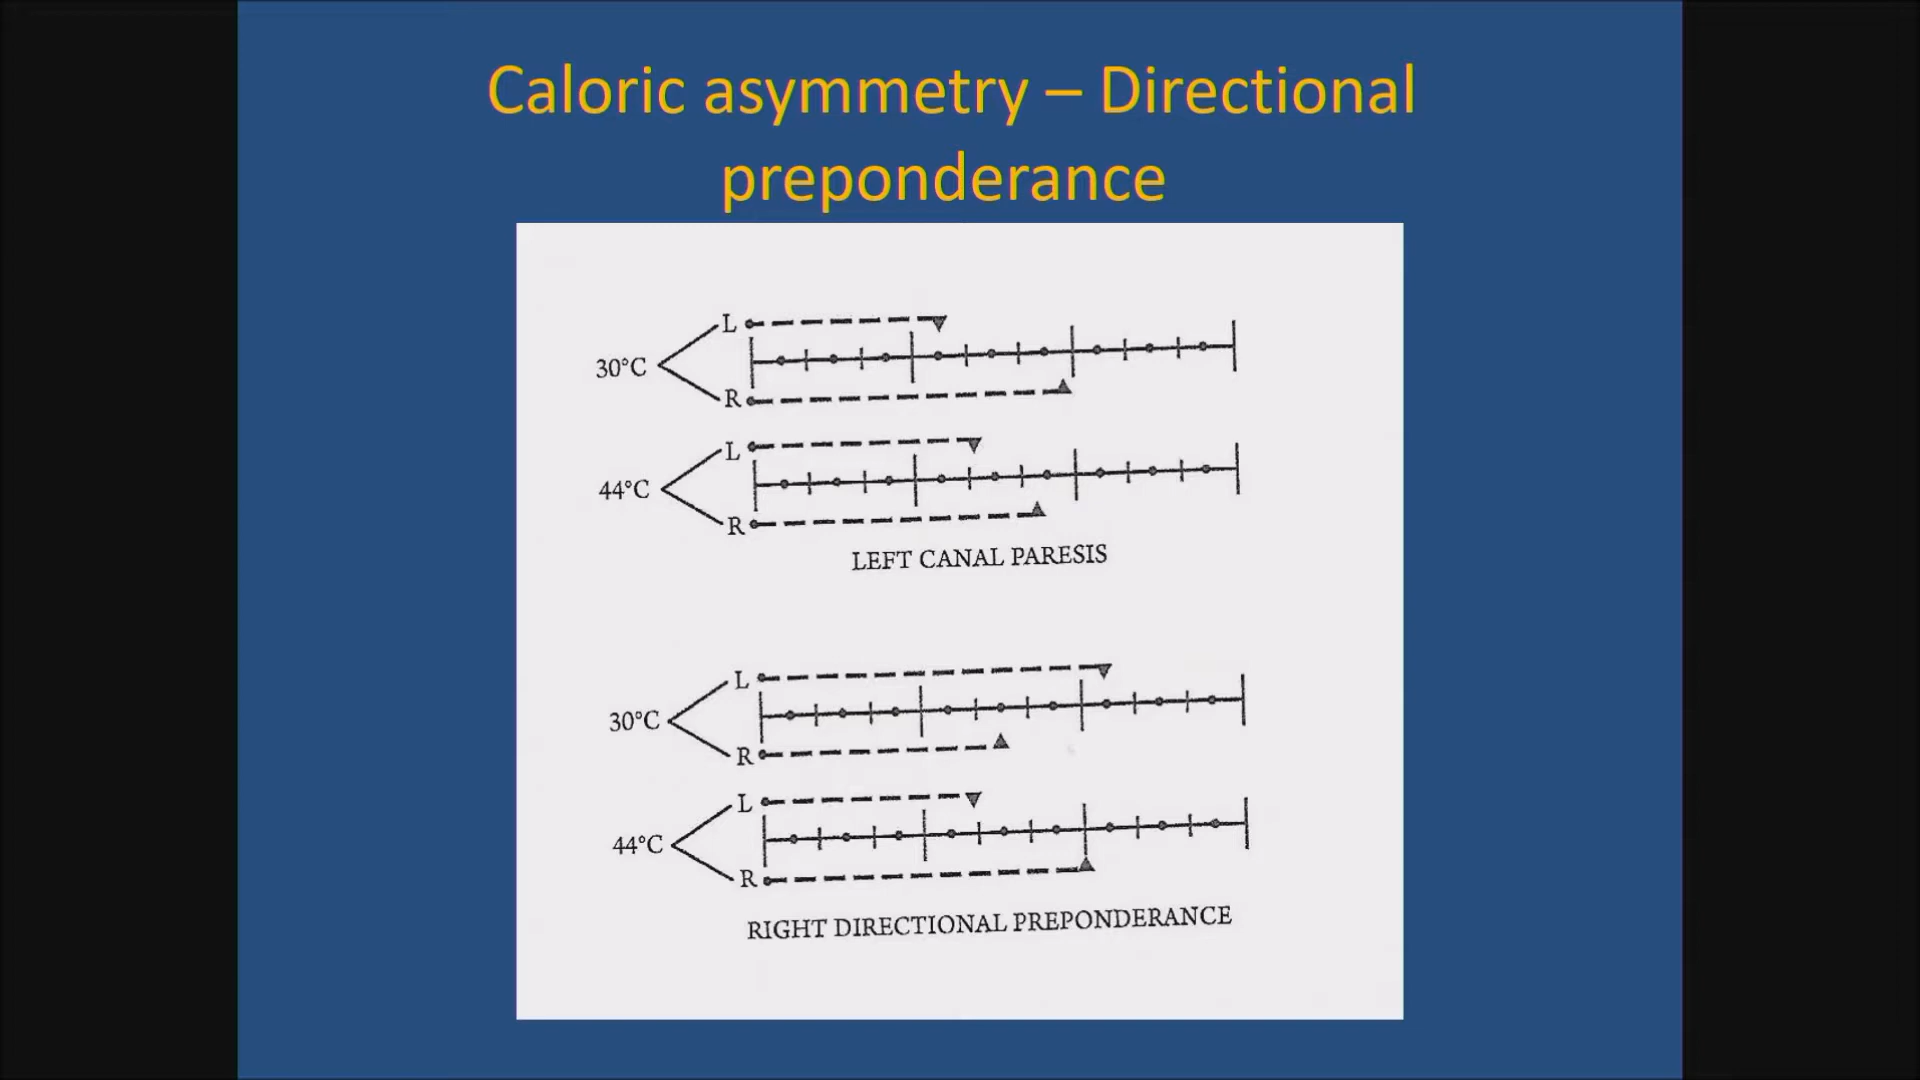 Caloric asymmetry – Directional
preponderance
L
30°C
R
L
44°C
R
LEFT CANAL PARESIS
L
30°C
R
L
44°C
R
RIGHT DIRECTIONAL PREPONDERANCE